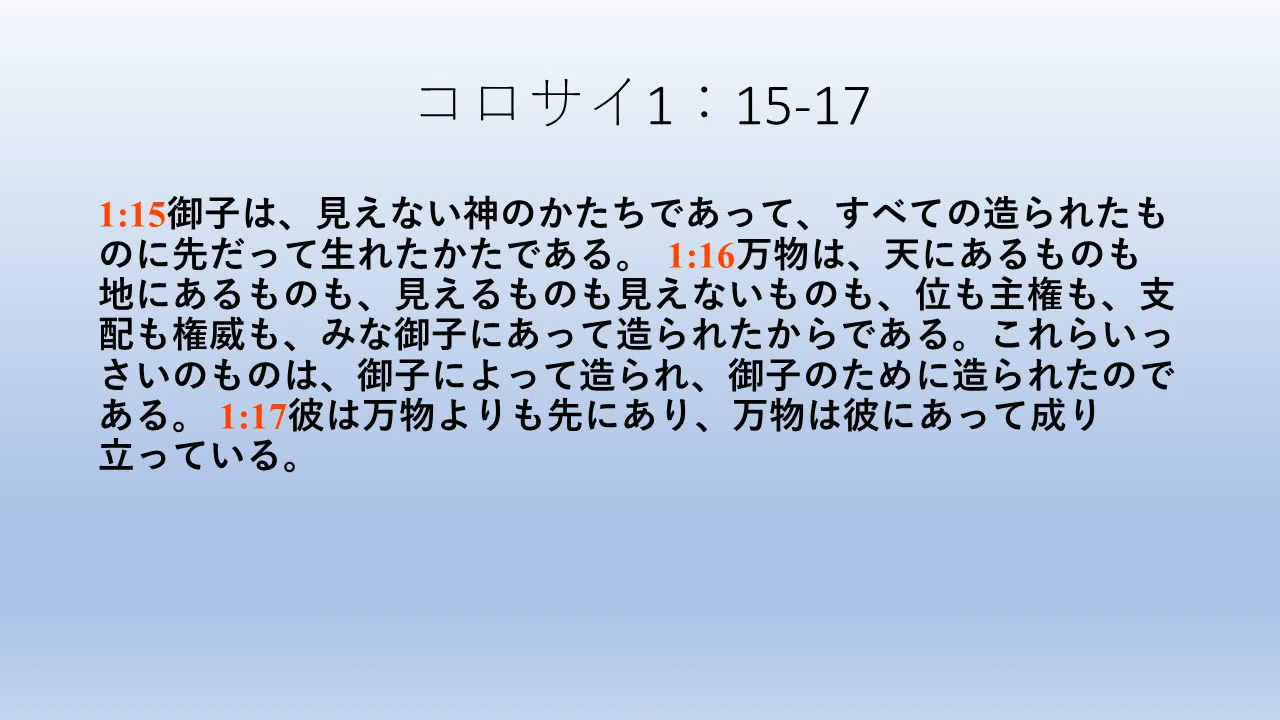 コロサイ1：15-17
1:15御子は、見えない神のかたちであって、すべての造られたも
のに先だって生れたかたである。 1:16万物は、天にあるものも
地にあるものも、見えるものも見えないものも、位も主権も、支
配も権威も、みな御子にあって造られたからである。これらいっ
さいのものは、御子によって造られ、御子のために造られたので
ある。 1:17彼は万物よりも先にあり、万物は彼にあって成り
立っている。